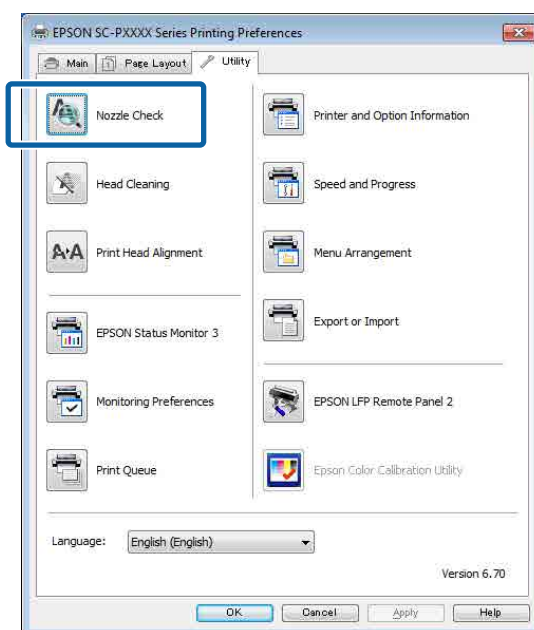 EPSON SC-PXXXX Series Printing Preferences
Main
Page Layout
Utility
Nozzle Check
Printer and Option Information
Head Cleaning
Speed and Progress
A A
Print Head Alignment
Menu Arrangement
EPSON Status Monitor 3
Export or Import
Monitoring Preferences
EPSON LFP Remote Panel 2
Print Queue
Epson Color Calibration Utility
Language:
English (English)
Version 6.70
OK
Cancel
Apply
Help